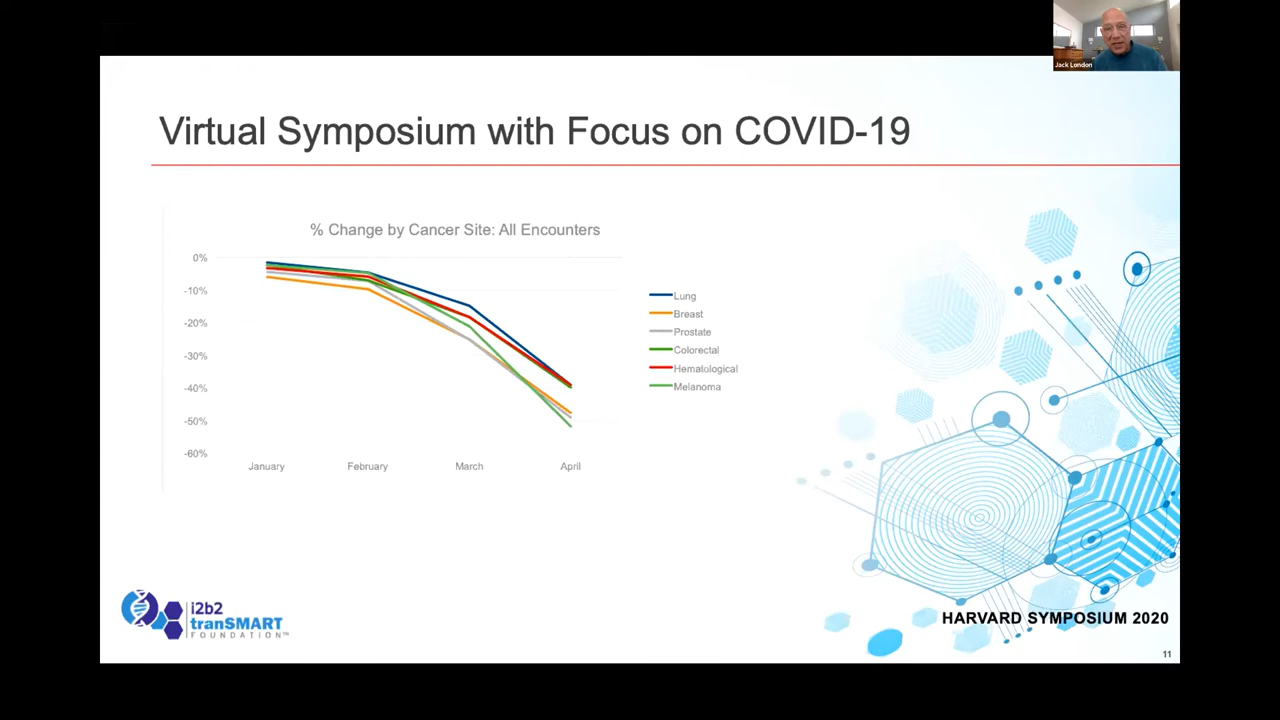 Jack London
Virtual Symposium with Focus on COVID-19
% Change by Cancer Site: All Encounters
0%
-10%
-20%
-30%
-40%
-50%
-60%
January February March April
Lung
Breast
Prostate
Colorectal
Hematological
Melanoma
i2b2
tranSMART
FOUNDATION™
HARVARD SYMPOSIUM 2020
11